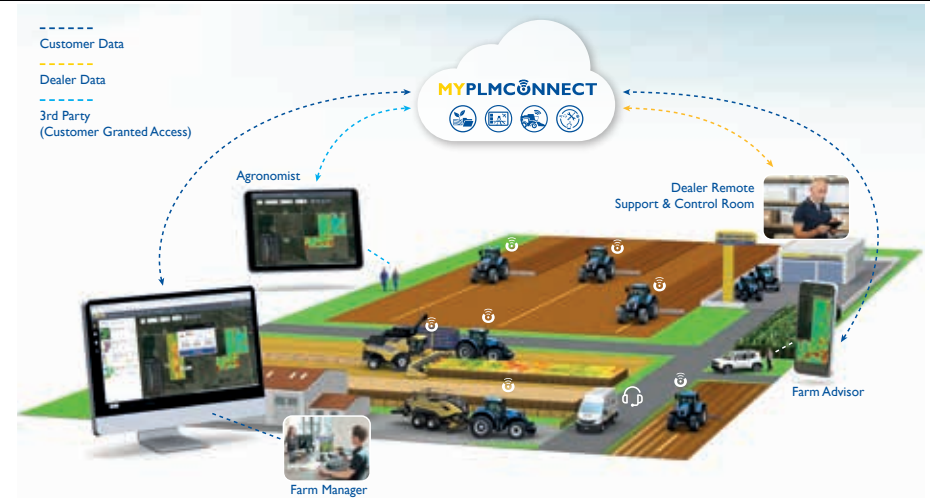 Customer Data
Dealer Data
3rd Party
(Customer Granted Access)
MYPLMCONNECT
Agronomist
Dealer Remote
Support & Control Room
Farm Advisor
Farm Manager